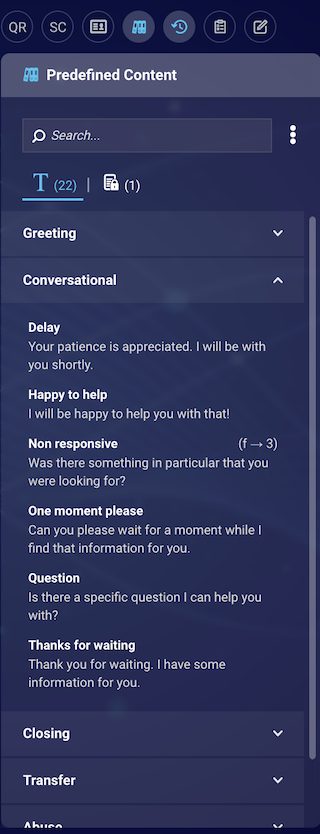 QR SC
Predefined Content
Search...
T (22) | (1)
Greeting
Conversational
Delay
Your patience is appreciated. I will be with
you shortly.
Happy to help
I will be happy to help you with that!
Non responsive (f → 3)
Was there something in particular that you
were looking for?
One moment please
Can you please wait for a moment while I
find that information for you.
Question
Is there a specific question I can help you
with?
Thanks for waiting
Thank you for waiting. I have some
information for you.
Closing
Transfer
Abuse